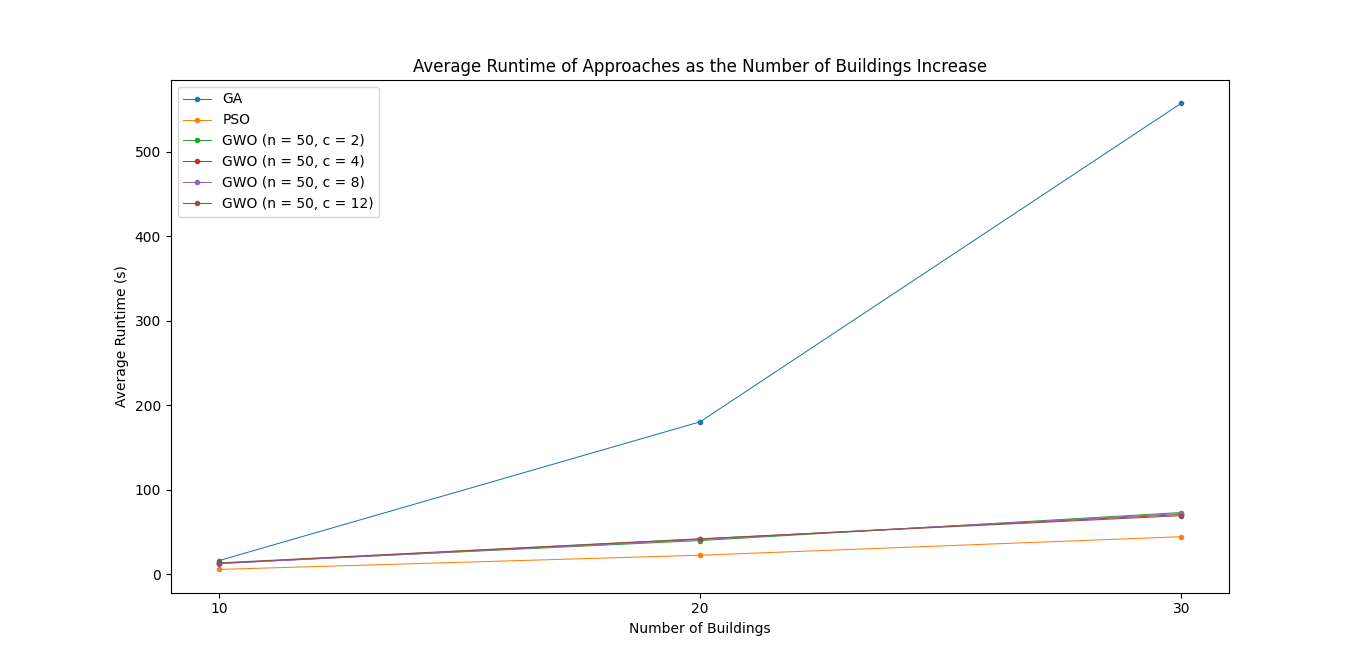 Average Runtime of Approaches as the Number of Buildings Increase
GA
PSO
GWO (n = 50, c = 2)
GWO (n = 50, c = 4)
GWO (n = 50, c = 8)
GWO (n = 50, c = 12)
Average Runtime (s)
500
400
300
200
100
0
10 20 30
Number of Buildings